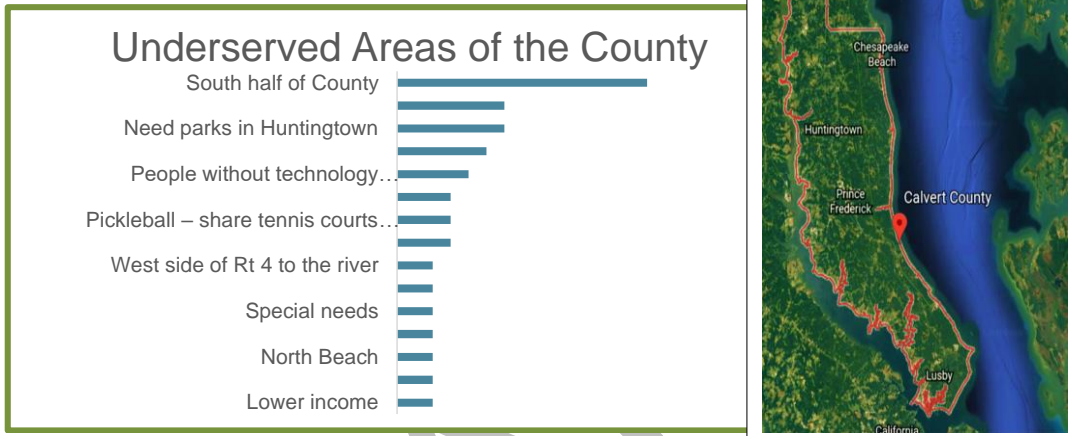 Underserved Areas of the County
South half of County
Need parks in Huntingtown
People without technology…
Pickleball – share tennis courts…
West side of Rt 4 to the river
Special needs
North Beach
Lower income
Chesapeake
Beach
Huntingtown
Prince
Frederick
Calvert County
Lusby
California